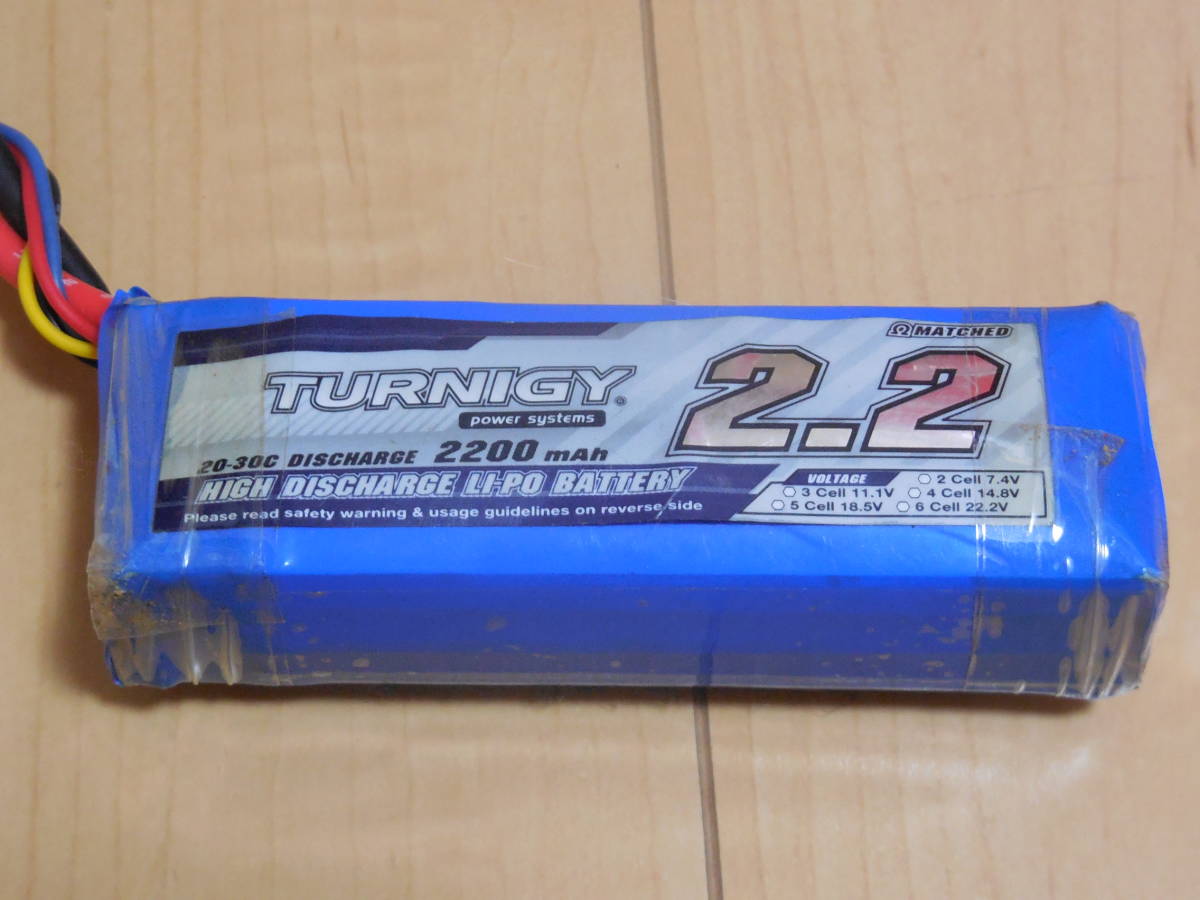 Ω MATCHED
TURNIGY®
power systems
2.2
20-30C DISCHARGE 2200 mAh
HIGH DISCHARGE LI-PO BATTERY
Please read safety warning & usage guidelines on reverse side
VOLTAGE
2 Cell 7.4V
3 Cell 11.1V
4 Cell 14.8V
5 Cell 18.5V
6 Cell 22.2V